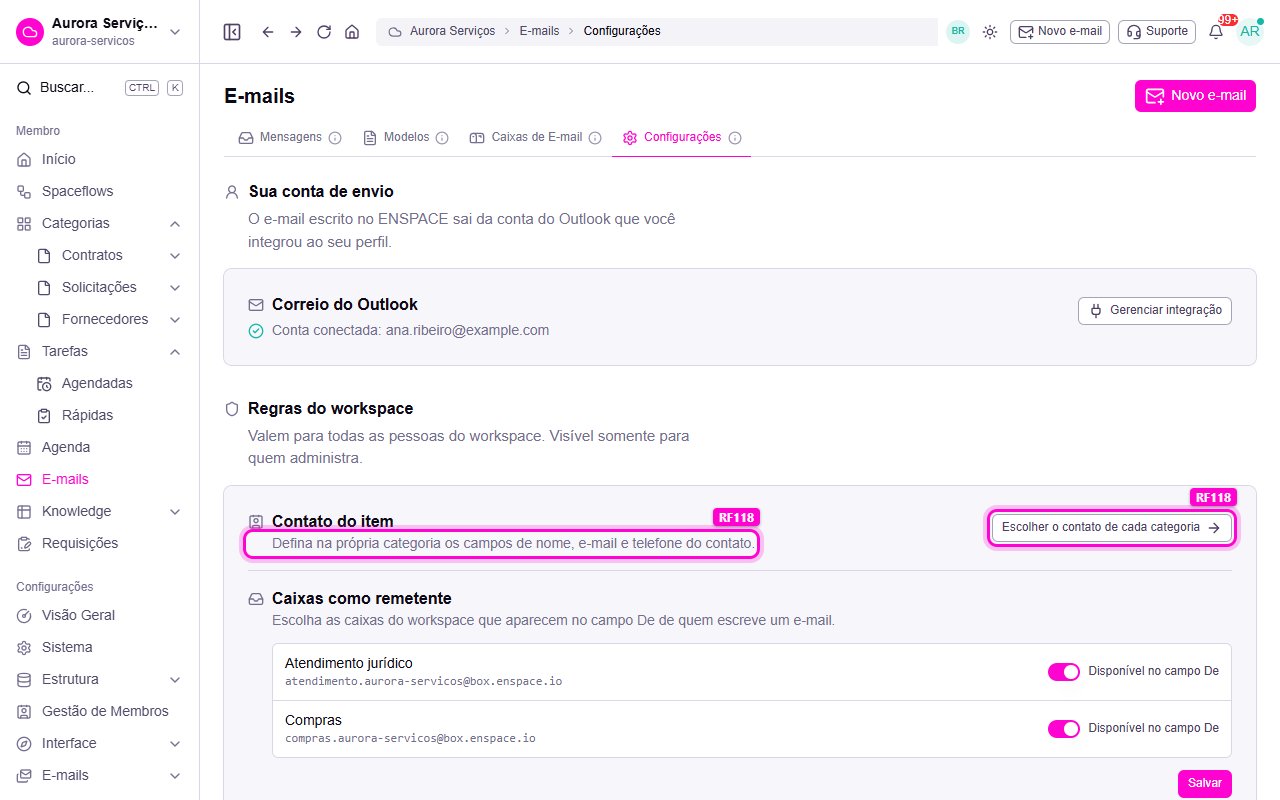 Aurora Serviç...
aurora-servicos
Aurora Serviços > E-mails > Configurações
BR
Novo e-mail
Suporte
99+
AR
Buscar...
CTRL
K
Membro
Início
Spaceflows
Categorias
Contratos
Solicitações
Fornecedores
Tarefas
Agendadas
Rápidas
Agenda
E-mails
Knowledge
Requisições
Configurações
Visão Geral
Sistema
Estrutura
Gestão de Membros
Interface
E-mails
E-mails
Novo e-mail
Mensagens
Modelos
Caixas de E-mail
Configurações
Sua conta de envio
O e-mail escrito no ENSPACE sai da conta do Outlook que você
integrou ao seu perfil.
Correio do Outlook
Conta conectada: ana.ribeiro@example.com
Gerenciar integração
Regras do workspace
Valem para todas as pessoas do workspace. Visível somente para
quem administra.
Contato do item
RF118
Defina na própria categoria os campos de nome, e-mail e telefone do contato.
RF118
Escolher o contato de cada categoria
Caixas como remetente
Escolha as caixas do workspace que aparecem no campo De de quem escreve um e-mail.
Atendimento jurídico
atendimento.aurora-servicos@box.enspace.io
Disponível no campo De
Compras
compras.aurora-servicos@box.enspace.io
Disponível no campo De
Salvar